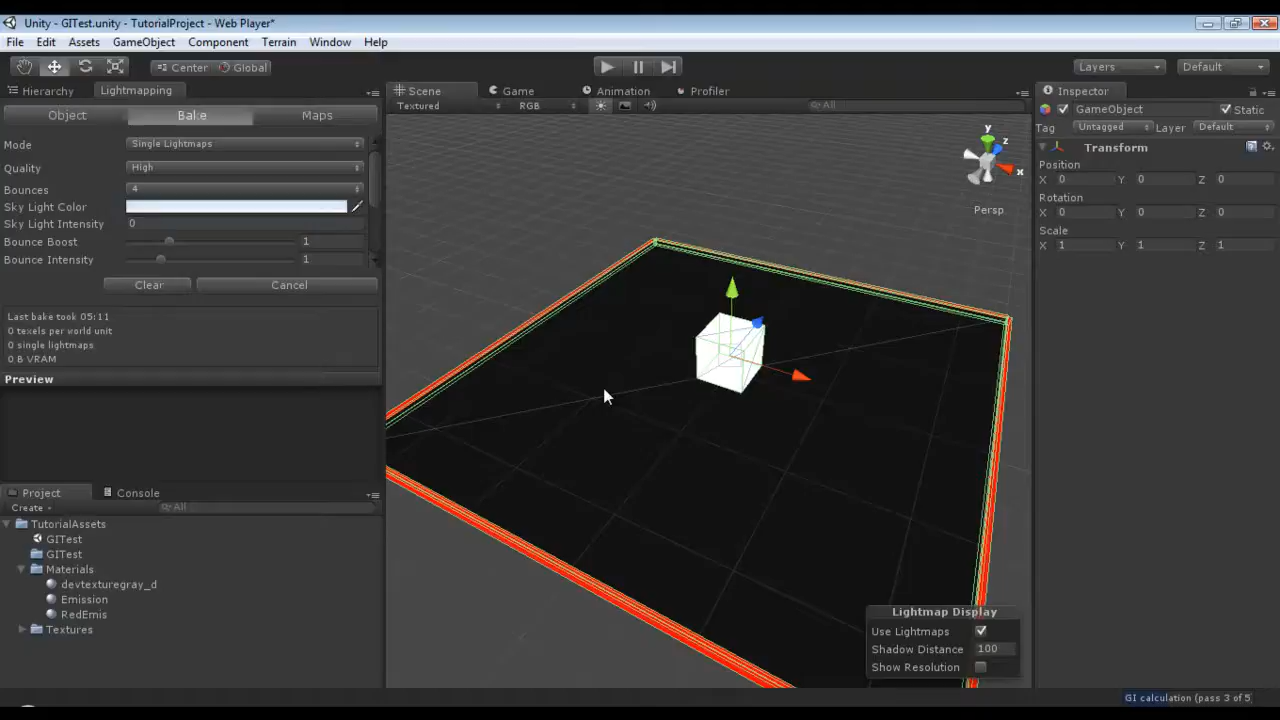 Unity - GITest.unity - TutorialProject - Web Player*
File Edit Assets GameObject Component Terrain Window Help
Center Global Layers Default
Hierarchy Lightmapping
Object Bake Maps
Mode Single Lightmaps
Quality High
Bounces 4
Sky Light Color
Sky Light Intensity 0
Bounce Boost 1
Bounce Intensity 1
Clear Cancel
Last bake took 05:11
0 texels per world unit
0 single lightmaps
0 B VRAM
Preview
Project Console
Create All
TutorialAssets
GITest
GITest
Materials
devtexturegray_d
Emission
RedEmis
Textures
Scene Game Animation Profiler
Textured RGB All
y
z
x
Persp
Lightmap Display
Use Lightmaps
Shadow Distance 100
Show Resolution
Inspector
GameObject Static
Tag Untagged Layer Default
Transform
Position
X 0 Y 0 Z 0
Rotation
X 0 Y 0 Z 0
Scale
X 1 Y 1 Z 1
GI calculation (pass 3 of 5